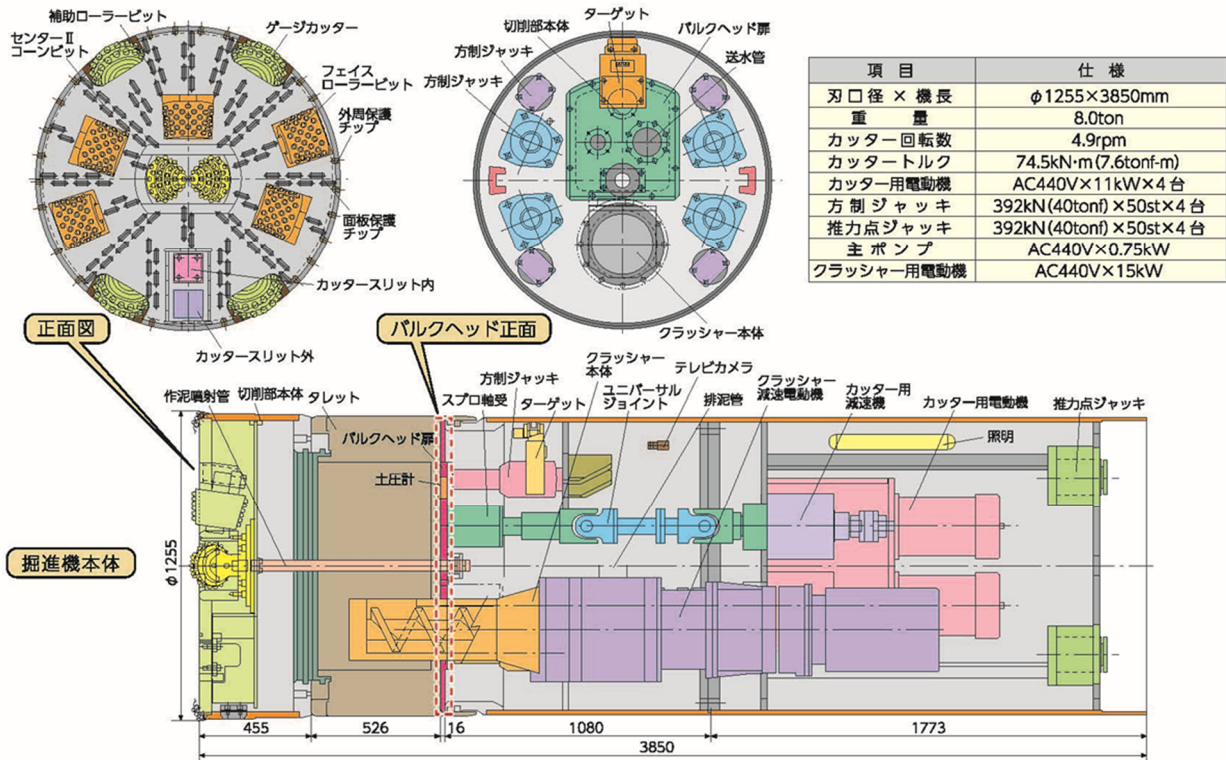 補助ローラービット
センターⅡ
コーンビット
ゲージカッター
フェイス
ローラービット
外周保護
チップ
面板保護
チップ
カッタースリット内
カッタースリット外
正面図
ターゲット
切削部本体
バルクヘッド扉
方制ジャッキ
送水管
方制ジャッキ
クラッシャー本体
バルクヘッド正面
項 目 仕 様
刃口径 × 機長 φ1255×3850mm
重 量 8.0ton
カッター回転数 4.9rpm
カッタートルク 74.5kN·m(7.6tonf-m)
カッター用電動機 AC440V×11kW×4台
方制ジャッキ 392kN(40tonf)×50st×4台
推力点ジャッキ 392kN(40tonf)×50st×4台
主ポンプ AC440V×0.75kW
クラッシャー用電動機 AC440V×15kW
作泥噴射管
切削部本体
タレット
バルクヘッド扉
土圧計
スプロ軸受
方制ジャッキ
ターゲット
クラッシャー
本体
ユニバーサル
ジョイント
テレビカメラ
排泥管
クラッシャー
減速電動機
カッター用
減速機
カッター用電動機
照明
推力点ジャッキ
掘進機本体
φ1255
455
526
16
1080
1773
3850